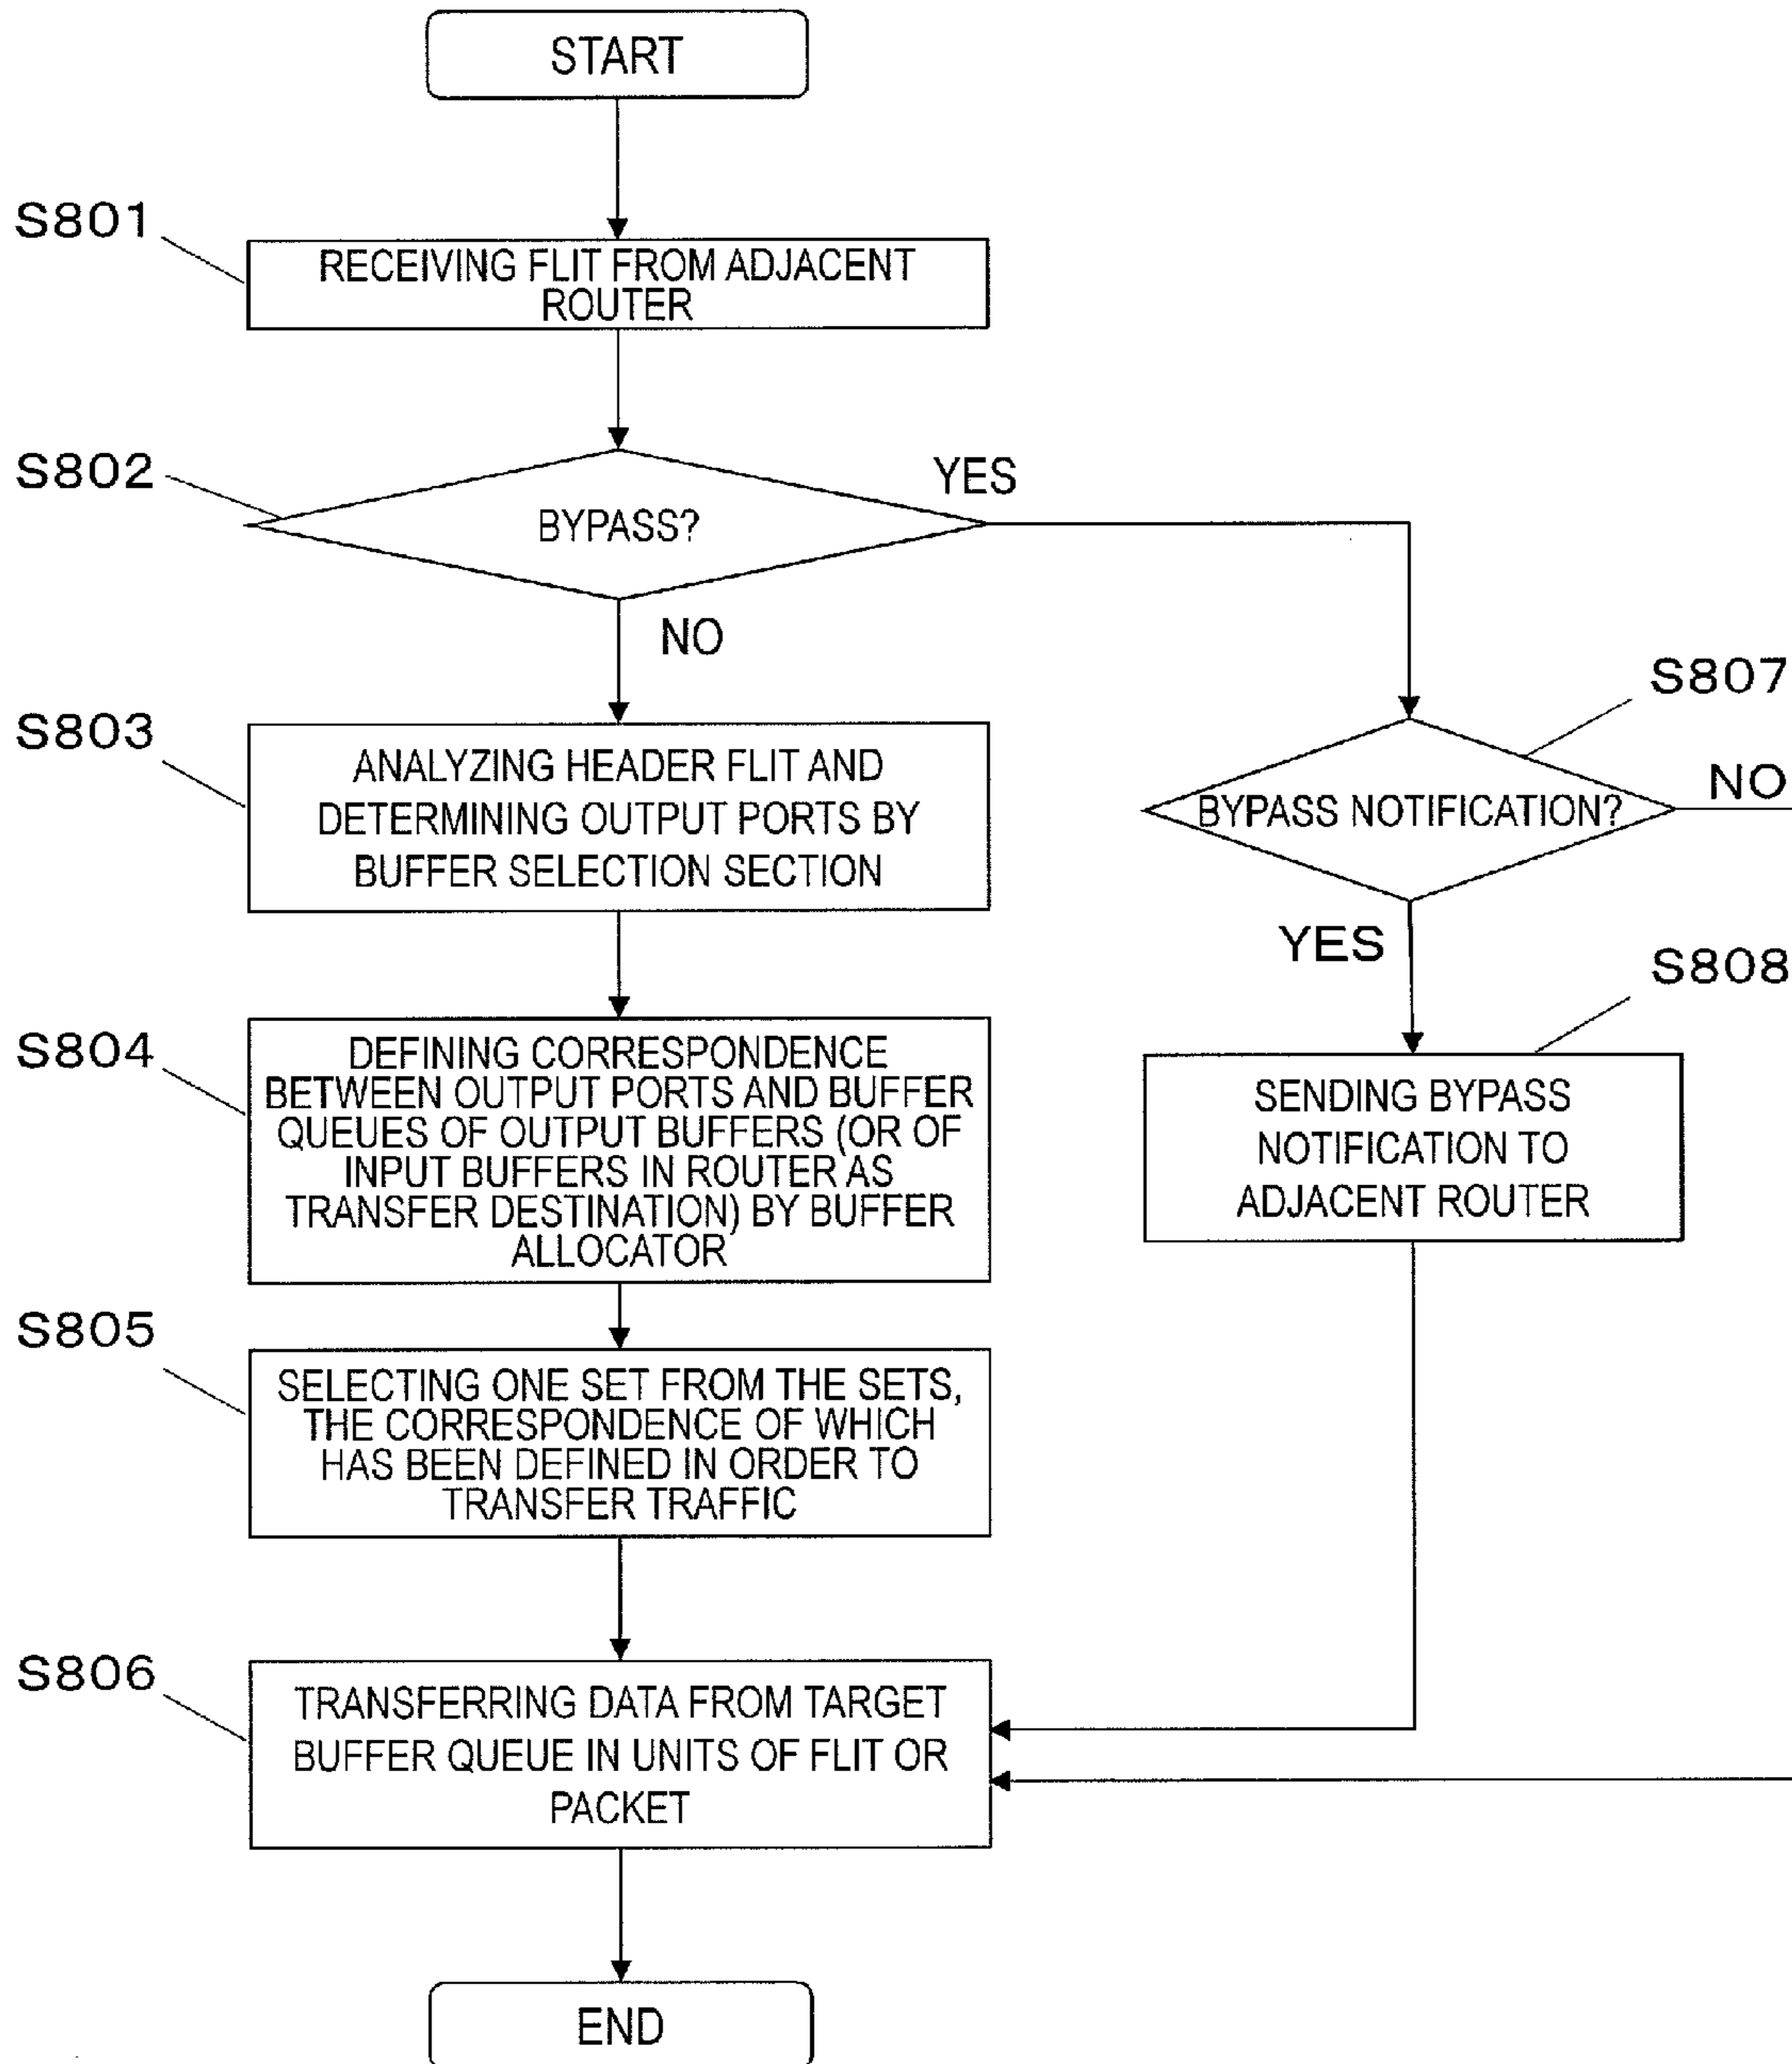 START
S801
RECEIVING FLIT FROM ADJACENT
ROUTER
S802
BYPASS?
YES
NO
S803
ANALYZING HEADER FLIT AND
DETERMINING OUTPUT PORTS BY
BUFFER SELECTION SECTION
S807
BYPASS NOTIFICATION?
NO
YES
S804
DEFINING CORRESPONDENCE
BETWEEN OUTPUT PORTS AND BUFFER
QUEUES OF OUTPUT BUFFERS (OR OF
INPUT BUFFERS IN ROUTER AS
TRANSFER DESTINATION) BY BUFFER
ALLOCATOR
S808
SENDING BYPASS
NOTIFICATION TO
ADJACENT ROUTER
S805
SELECTING ONE SET FROM THE SETS,
THE CORRESPONDENCE OF WHICH
HAS BEEN DEFINED IN ORDER TO
TRANSFER TRAFFIC
S806
TRANSFERRING DATA FROM TARGET
BUFFER QUEUE IN UNITS OF FLIT OR
PACKET
END